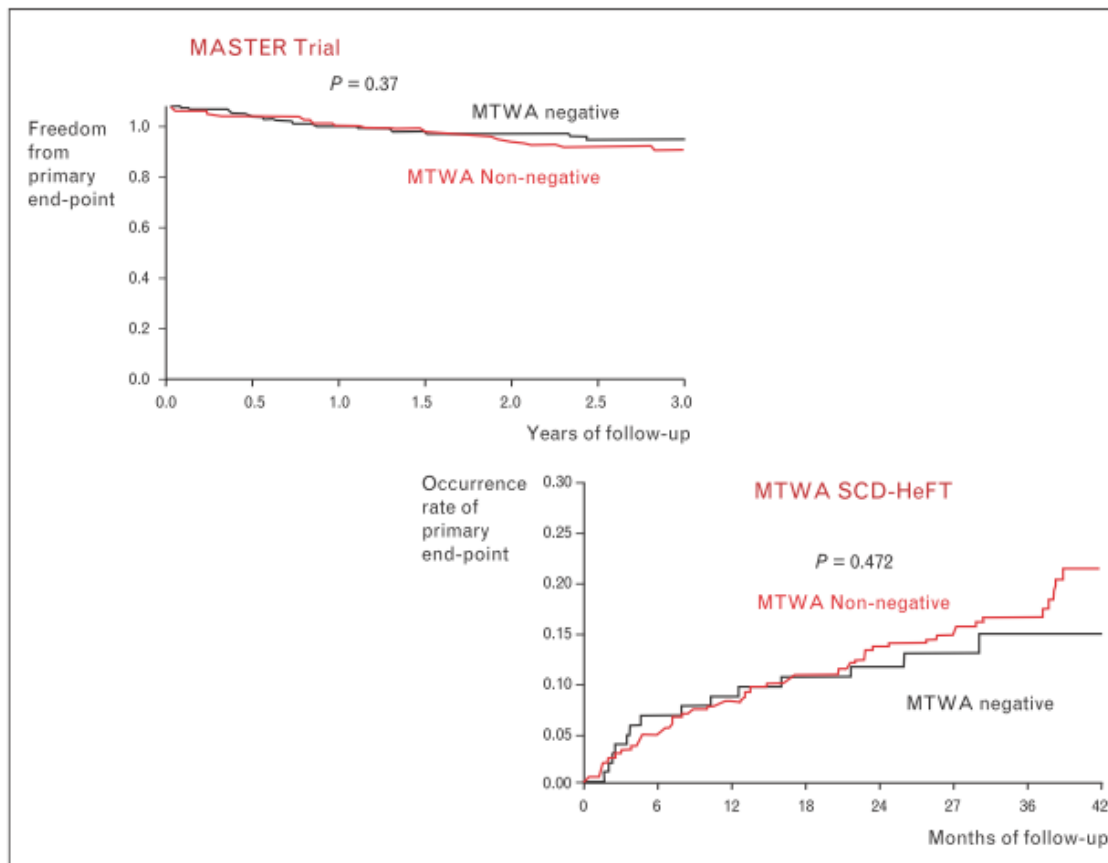 MASTER Trial
P = 0.37
MTWA negative
Freedom
from
primary
end-point
MTWA Non-negative
1.0
0.8
0.6
0.4
0.2
0.0
0.0 0.5 1.0 1.5 2.0 2.5 3.0
Years of follow-up
Occurrence
rate of
primary
end-point
MTWA SCD-HeFT
P = 0.472
MTWA Non-negative
MTWA negative
0.30
0.25
0.20
0.15
0.10
0.05
0.00
0 6 12 18 24 27 36 42
Months of follow-up